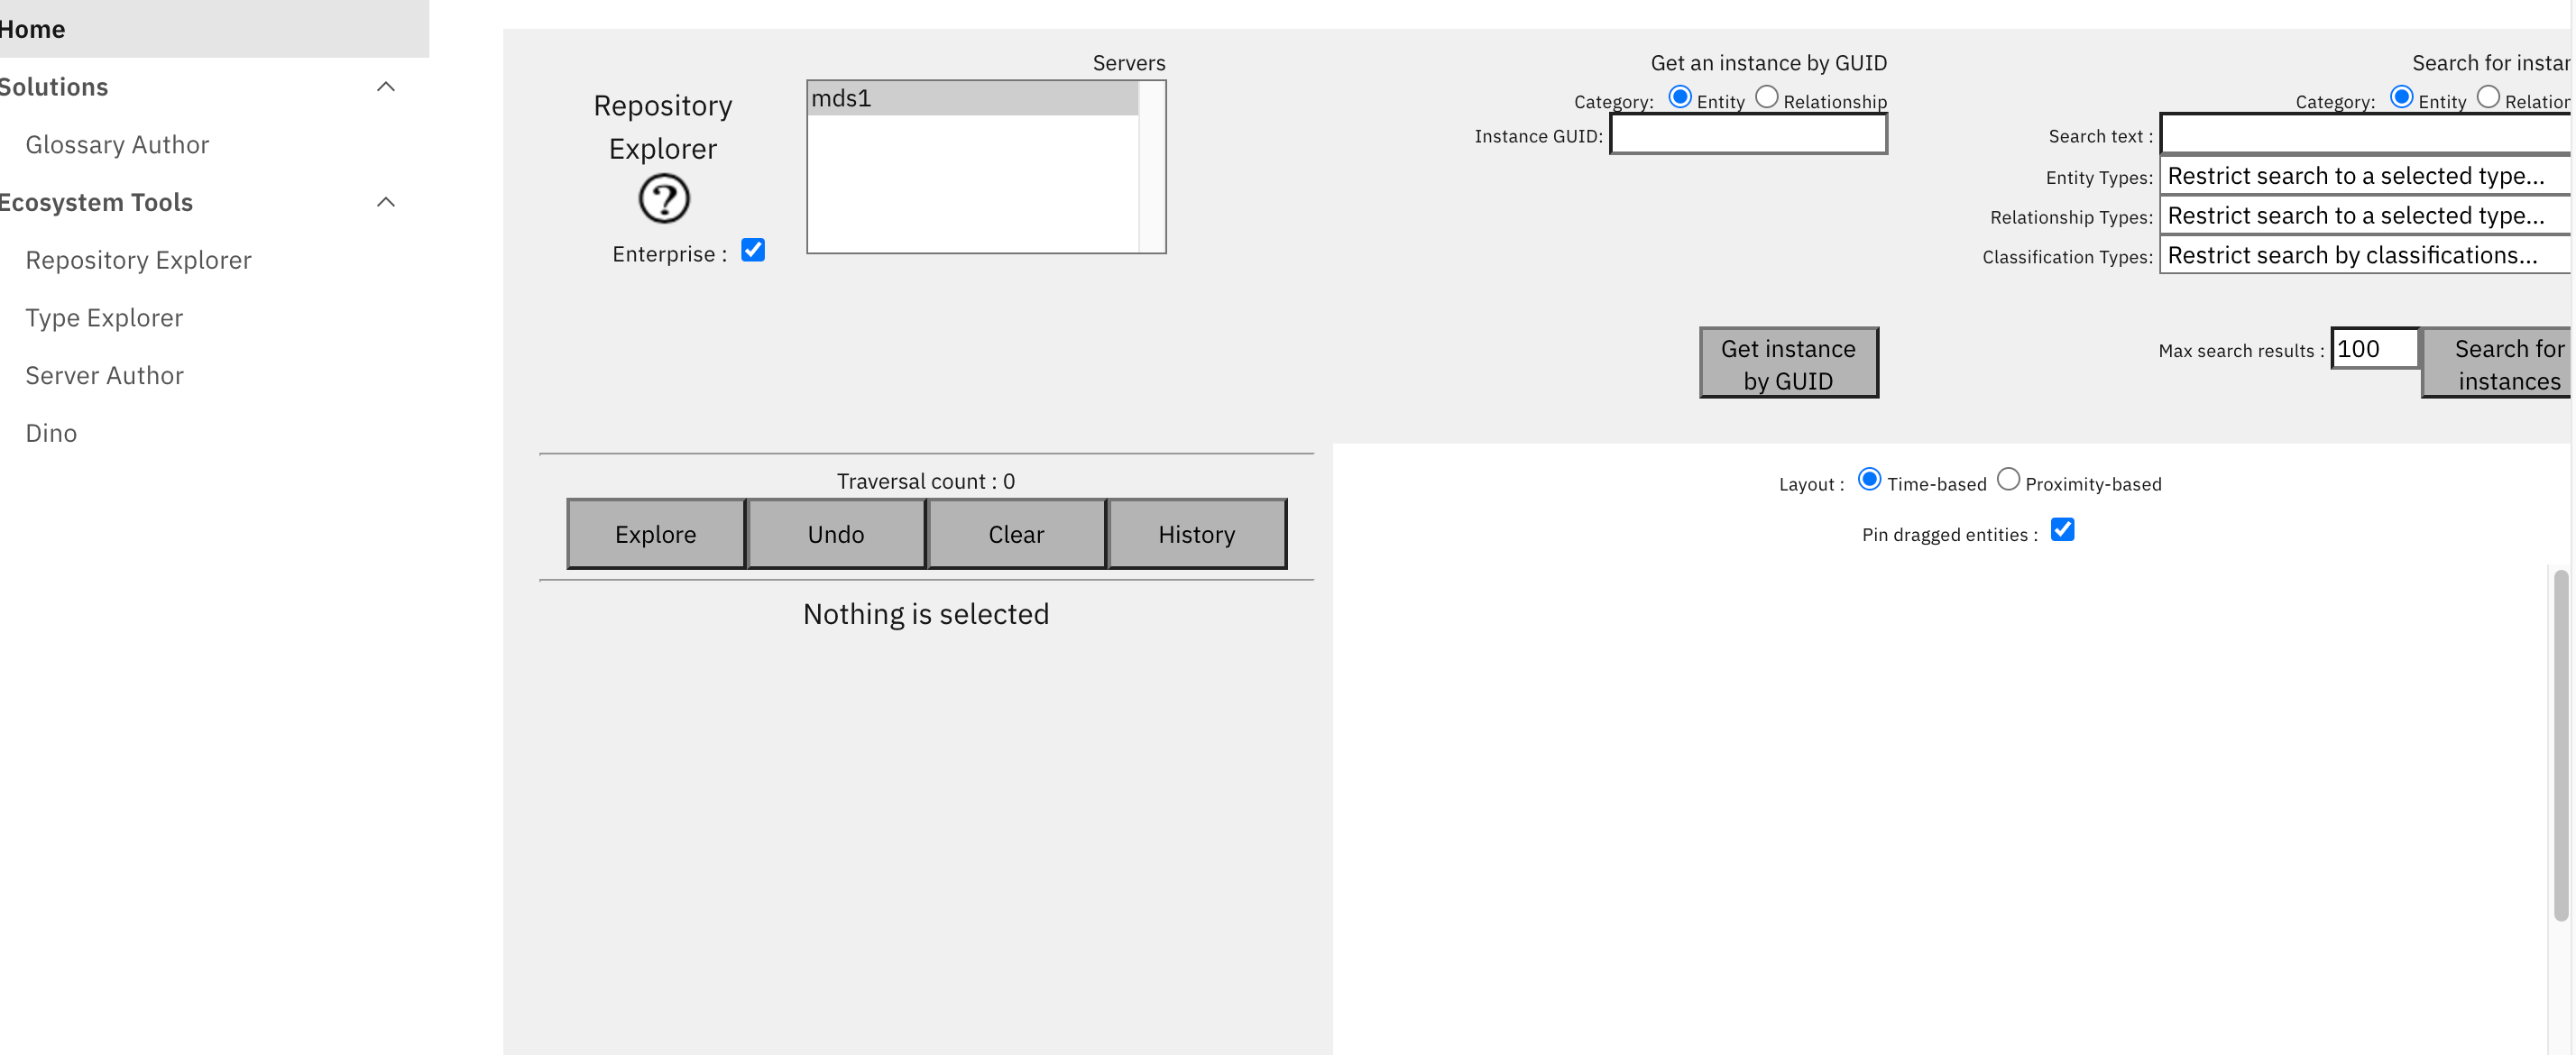 Home
Solutions
Glossary Author
Ecosystem Tools
Repository Explorer
Type Explorer
Server Author
Dino
Repository
Explorer
?
Enterprise :
Servers
mds1
Get an instance by GUID
Category: Entity Relationship
Instance GUID:
Get instance
by GUID
Search for instan
Category: Entity Relation
Search text :
Entity Types: Restrict search to a selected type...
Relationship Types: Restrict search to a selected type...
Classification Types: Restrict search by classifications...
Max search results : 100
Search for
instances
Traversal count : 0
Explore Undo Clear History
Nothing is selected
Layout : Time-based Proximity-based
Pin dragged entities :